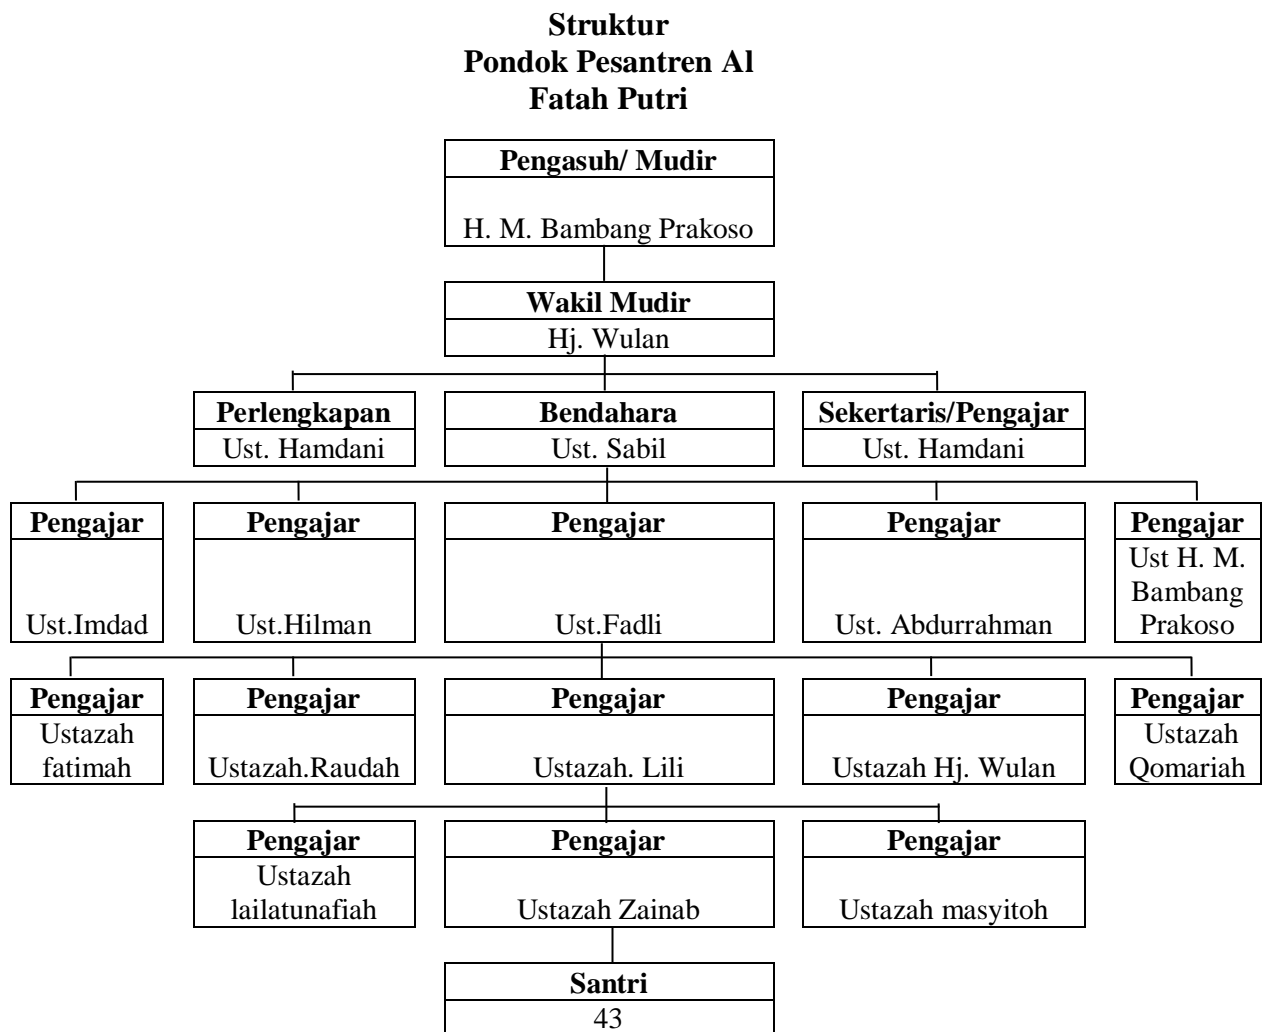 Struktur
Pondok Pesantren Al
Fatah Putri
Pengasuh/ Mudir
H. M. Bambang Prakoso
Wakil Mudir
Hj. Wulan
Perlengkapan
Ust. Hamdani
Bendahara
Ust. Sabil
Sekertaris/Pengajar
Ust. Hamdani
Pengajar
Ust.Imdad
Pengajar
Ust.Hilman
Pengajar
Ust.Fadli
Pengajar
Ust. Abdurrahman
Pengajar
Ust H. M.
Bambang
Prakoso
Pengajar
Ustazah
fatimah
Pengajar
Ustazah.Raudah
Pengajar
Ustazah. Lili
Pengajar
Ustazah Hj. Wulan
Pengajar
Ustazah
Qomariah
Pengajar
Ustazah
lailatunafiah
Pengajar
Ustazah Zainab
Pengajar
Ustazah masyitoh
Santri
43